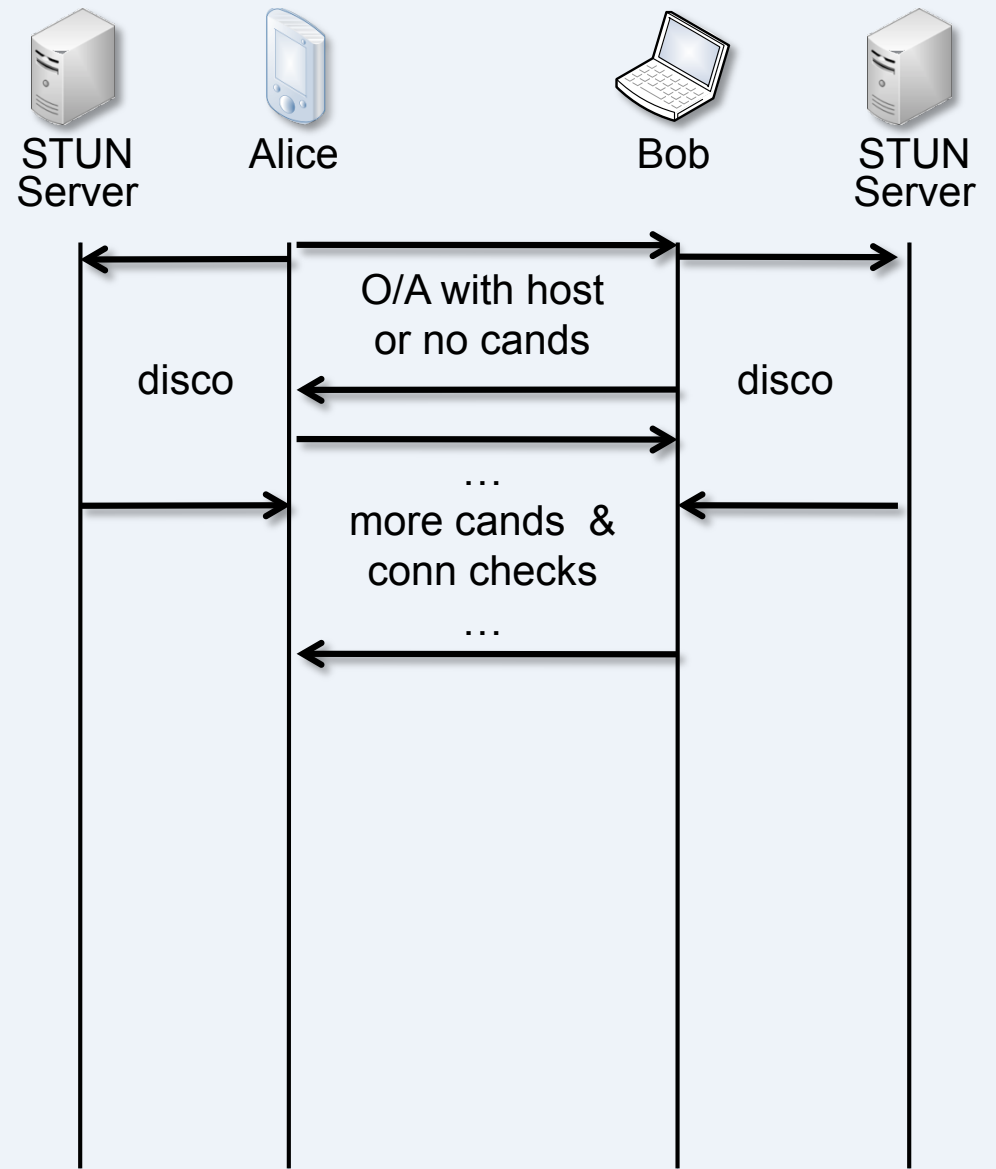 STUN
Server
Alice
Bob
STUN
Server
O/A with host
or no cands
disco
disco
…
more cands &
conn checks
…